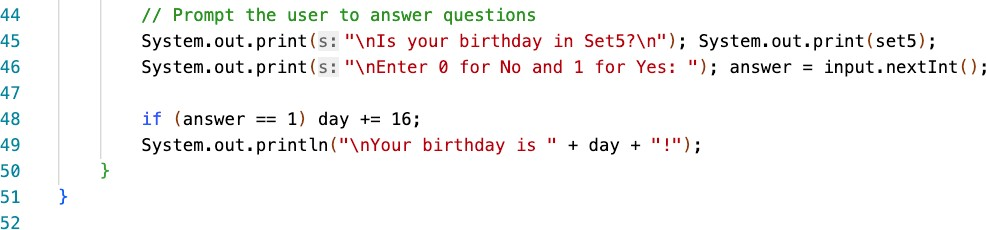 44 // Prompt the user to answer questions
45 System.out.print(s: "\nIs your birthday in Set5?\n"); System.out.print(set5);
46 System.out.print(s: "\nEnter 0 for No and 1 for Yes: "); answer = input.nextInt();
47
48 if (answer == 1) day += 16;
49 System.out.println("\nYour birthday is " + day + "!");
50 }
51 }
52